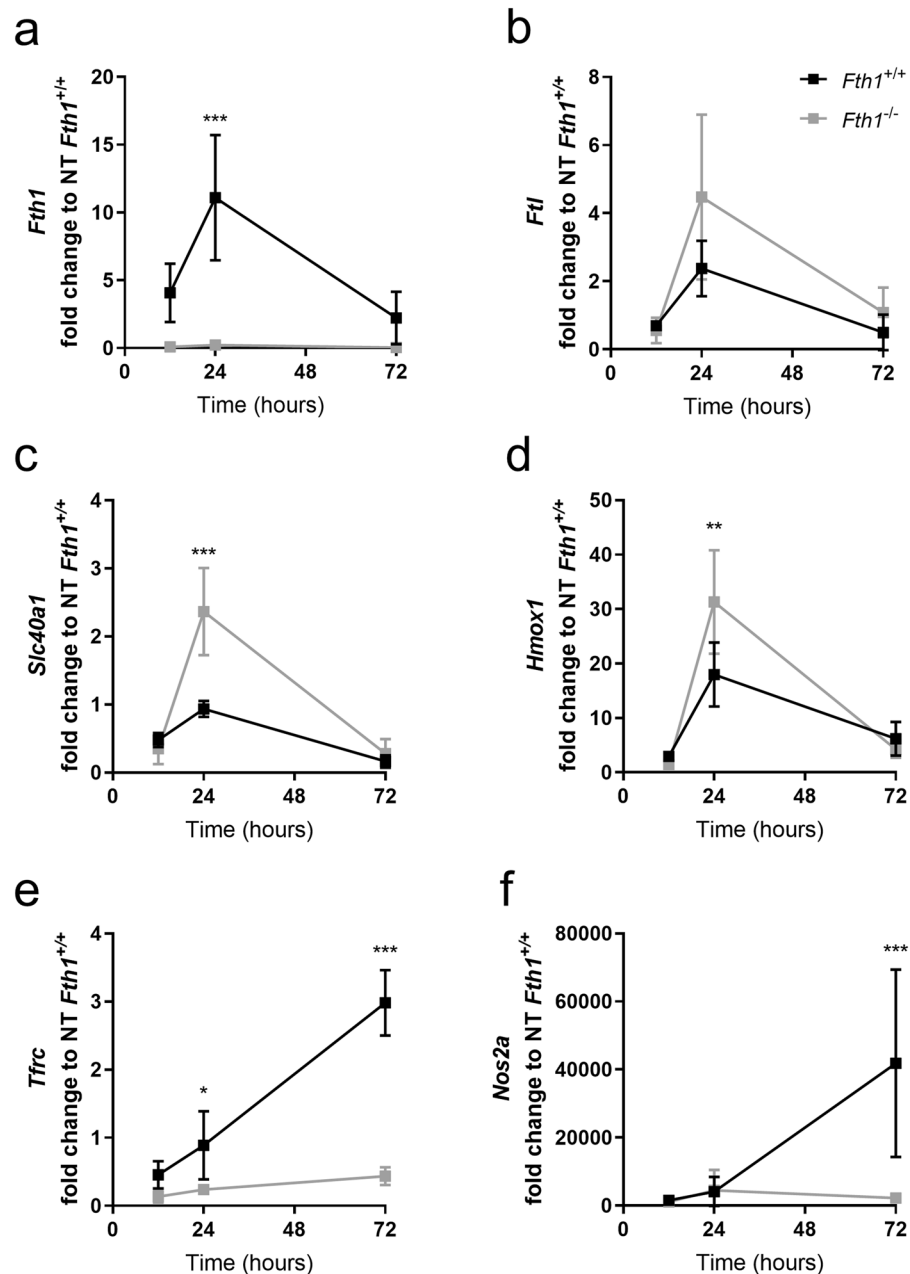 a
Fth1
fold change to NT Fth1+/+
20
15
10
5
0
***
0 24 48 72
Time (hours)
b
Ftl
fold change to NT Fth1+/+
8
6
4
2
0
0 24 48 72
Time (hours)
Fth1+/+
Fth1-/-
c
Slc40a1
fold change to NT Fth1+/+
4
3
2
1
0
***
0 24 48 72
Time (hours)
d
Hmox1
fold change to NT Fth1+/+
50
40
30
20
10
0
**
0 24 48 72
Time (hours)
e
Tfrc
fold change to NT Fth1+/+
4
3
2
1
0
*
***
0 24 48 72
Time (hours)
f
Nos2a
fold change to NT Fth1+/+
80000
60000
40000
20000
0
***
0 24 48 72
Time (hours)